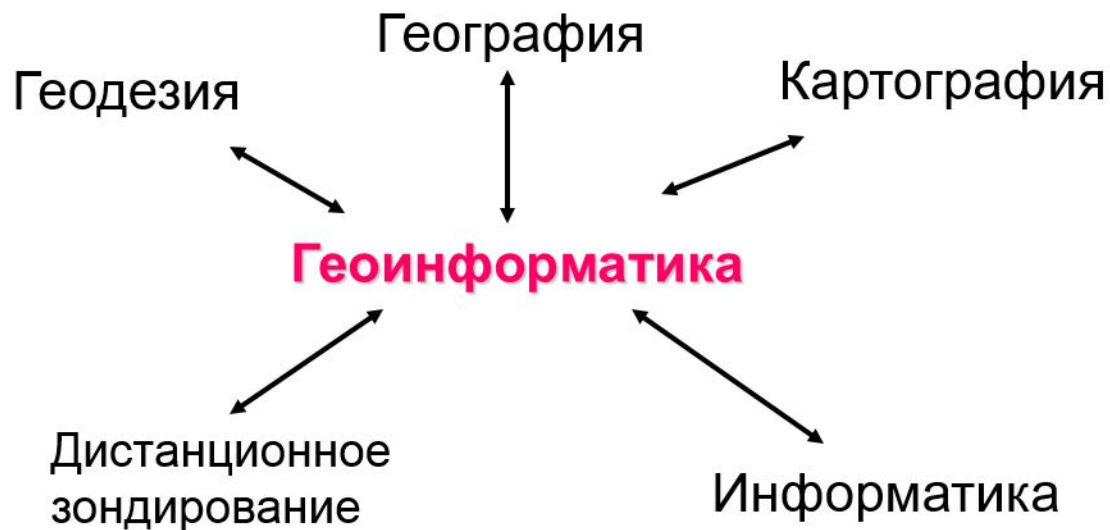 География
Геодезия
Картография
Геоинформатика
Дистанционное
зондирование
Информатика